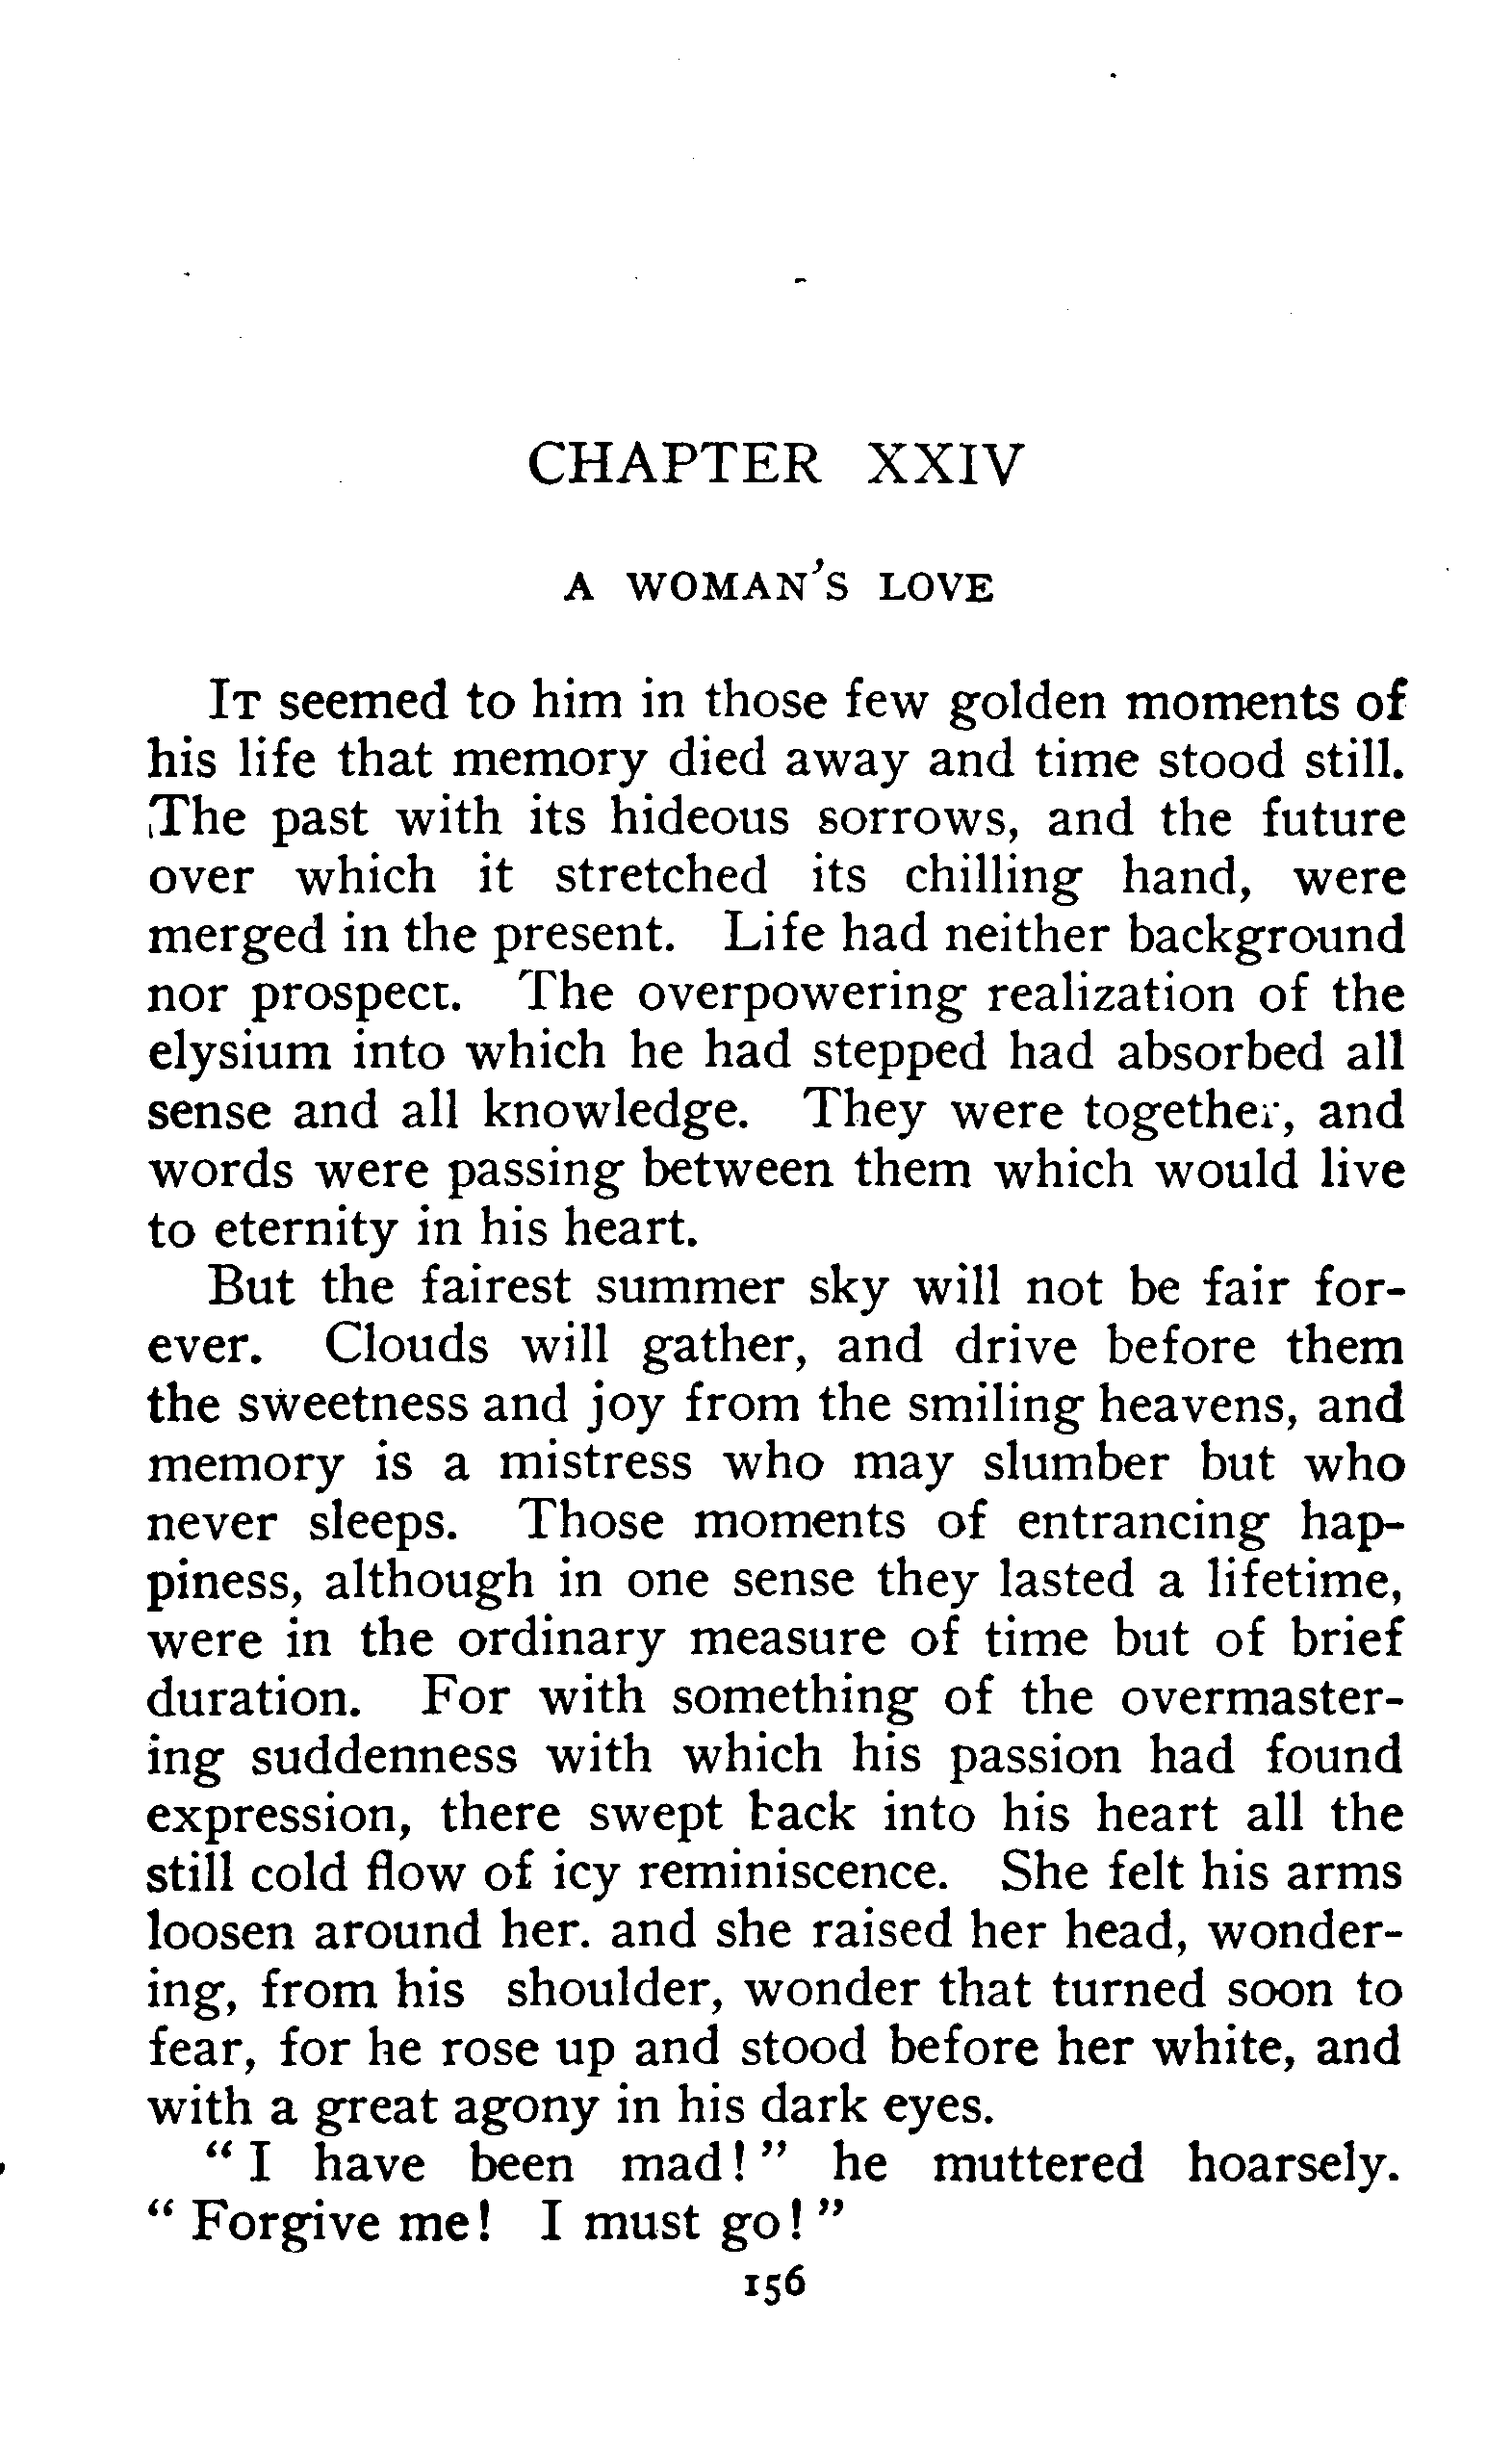 CHAPTER XXIV
A WOMAN'S LOVE
IT seemed to him in those few golden moments of
his life that memory died away and time stood still.
The past with its hideous sorrows, and the future
over which it stretched its chilling hand, were
merged in the present. Life had neither background
nor prospect. The overpowering realization of the
elysium into which he had stepped had absorbed all
sense and all knowledge. They were together, and
words were passing between them which would live
to eternity in his heart.
But the fairest summer sky will not be fair for-
ever. Clouds will gather, and drive before them
the sweetness and joy from the smiling heavens, and
memory is a mistress who may slumber but who
never sleeps. Those moments of entrancing hap-
piness, although in one sense they lasted a lifetime,
were in the ordinary measure of time but of brief
duration. For with something of the overmaster-
ing suddenness with which his passion had found
expression, there swept back into his heart all the
still cold flow of icy reminiscence. She felt his arms
loosen around her. and she raised her head, wonder-
ing, from his shoulder, wonder that turned soon to
fear, for he rose up and stood before her white, and
with a great agony in his dark eyes.
"I have been mad!" he muttered hoarsely.
"Forgive me! I must go!"
156